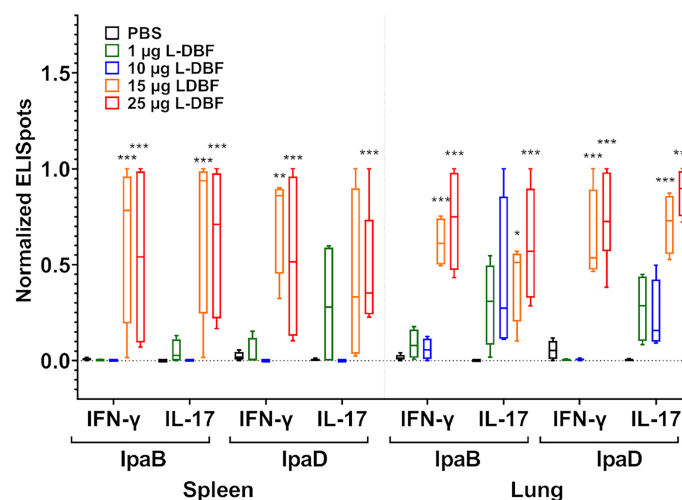 PBS
1 µg L-DBF
10 µg L-DBF
15 µg LDBF
25 µg L-DBF
Normalized ELISpots
1.5
1.0
0.5
0.0
*** *** *** *** ** *** *** *** *** * *** *** *** *** **
IFN-γ IL-17 IFN-γ IL-17 IFN-γ IL-17 IFN-γ IL-17
IpaB IpaD IpaB IpaD
Spleen Lung